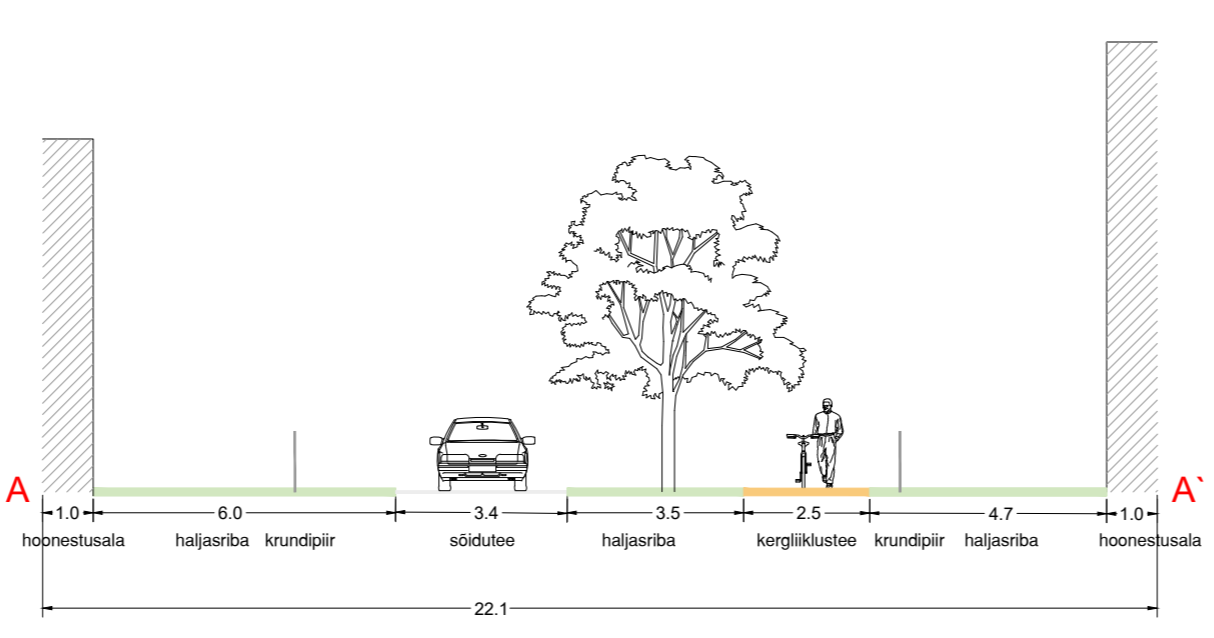 A A`
1.0 6.0 3.4 3.5 2.5 4.7 1.0
hoonestusala haljasriba krundipiir sõidutee haljasriba kergliiklustee krundipiir haljasriba hoonestusala
22.1